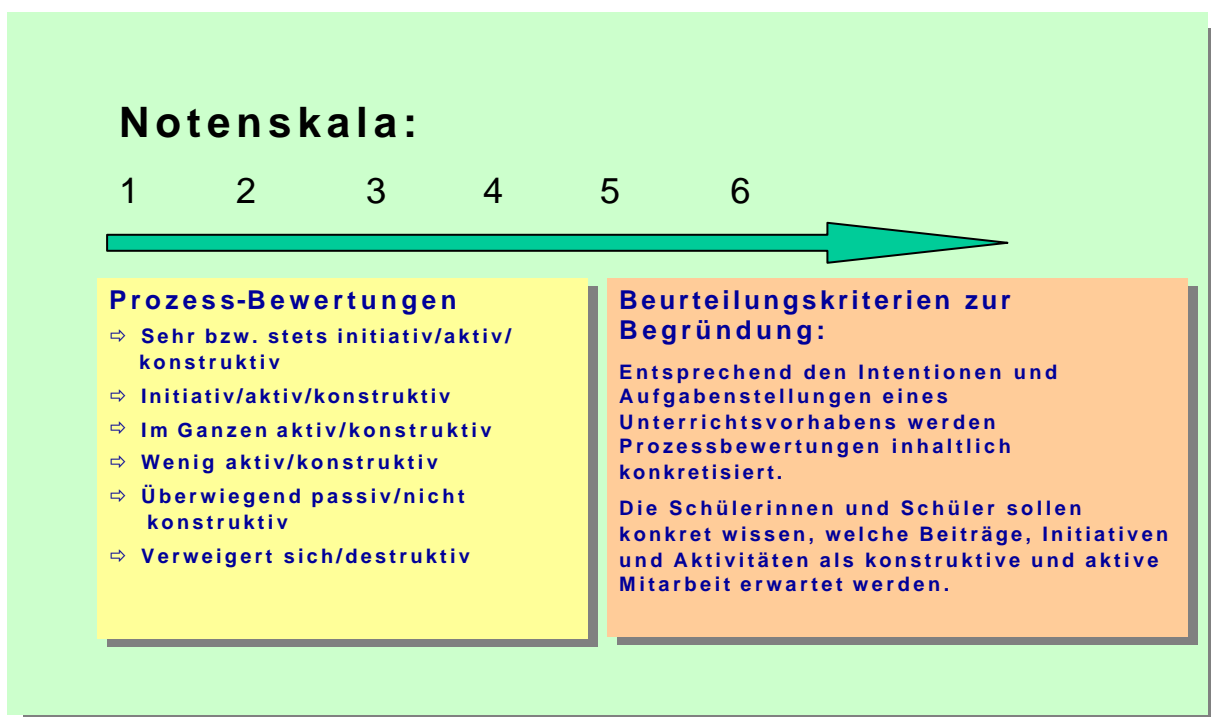 Notenskala:
1 2 3 4 5 6
Prozess-Bewertungen
⇨ Sehr bzw. stets initiativ/aktiv/
konstruktiv
⇨ Initiativ/aktiv/konstruktiv
⇨ Im Ganzen aktiv/konstruktiv
⇨ Wenig aktiv/konstruktiv
⇨ Überwiegend passiv/nicht
konstruktiv
⇨ Verweigert sich/destruktiv
Beurteilungskriterien zur
Begründung:
Entsprechend den Intentionen und
Aufgabenstellungen eines
Unterrichtsvorhabens werden
Prozessbewertungen inhaltlich
konkretisiert.
Die Schülerinnen und Schüler sollen
konkret wissen, welche Beiträge, Initiativen
und Aktivitäten als konstruktive und aktive
Mitarbeit erwartet werden.